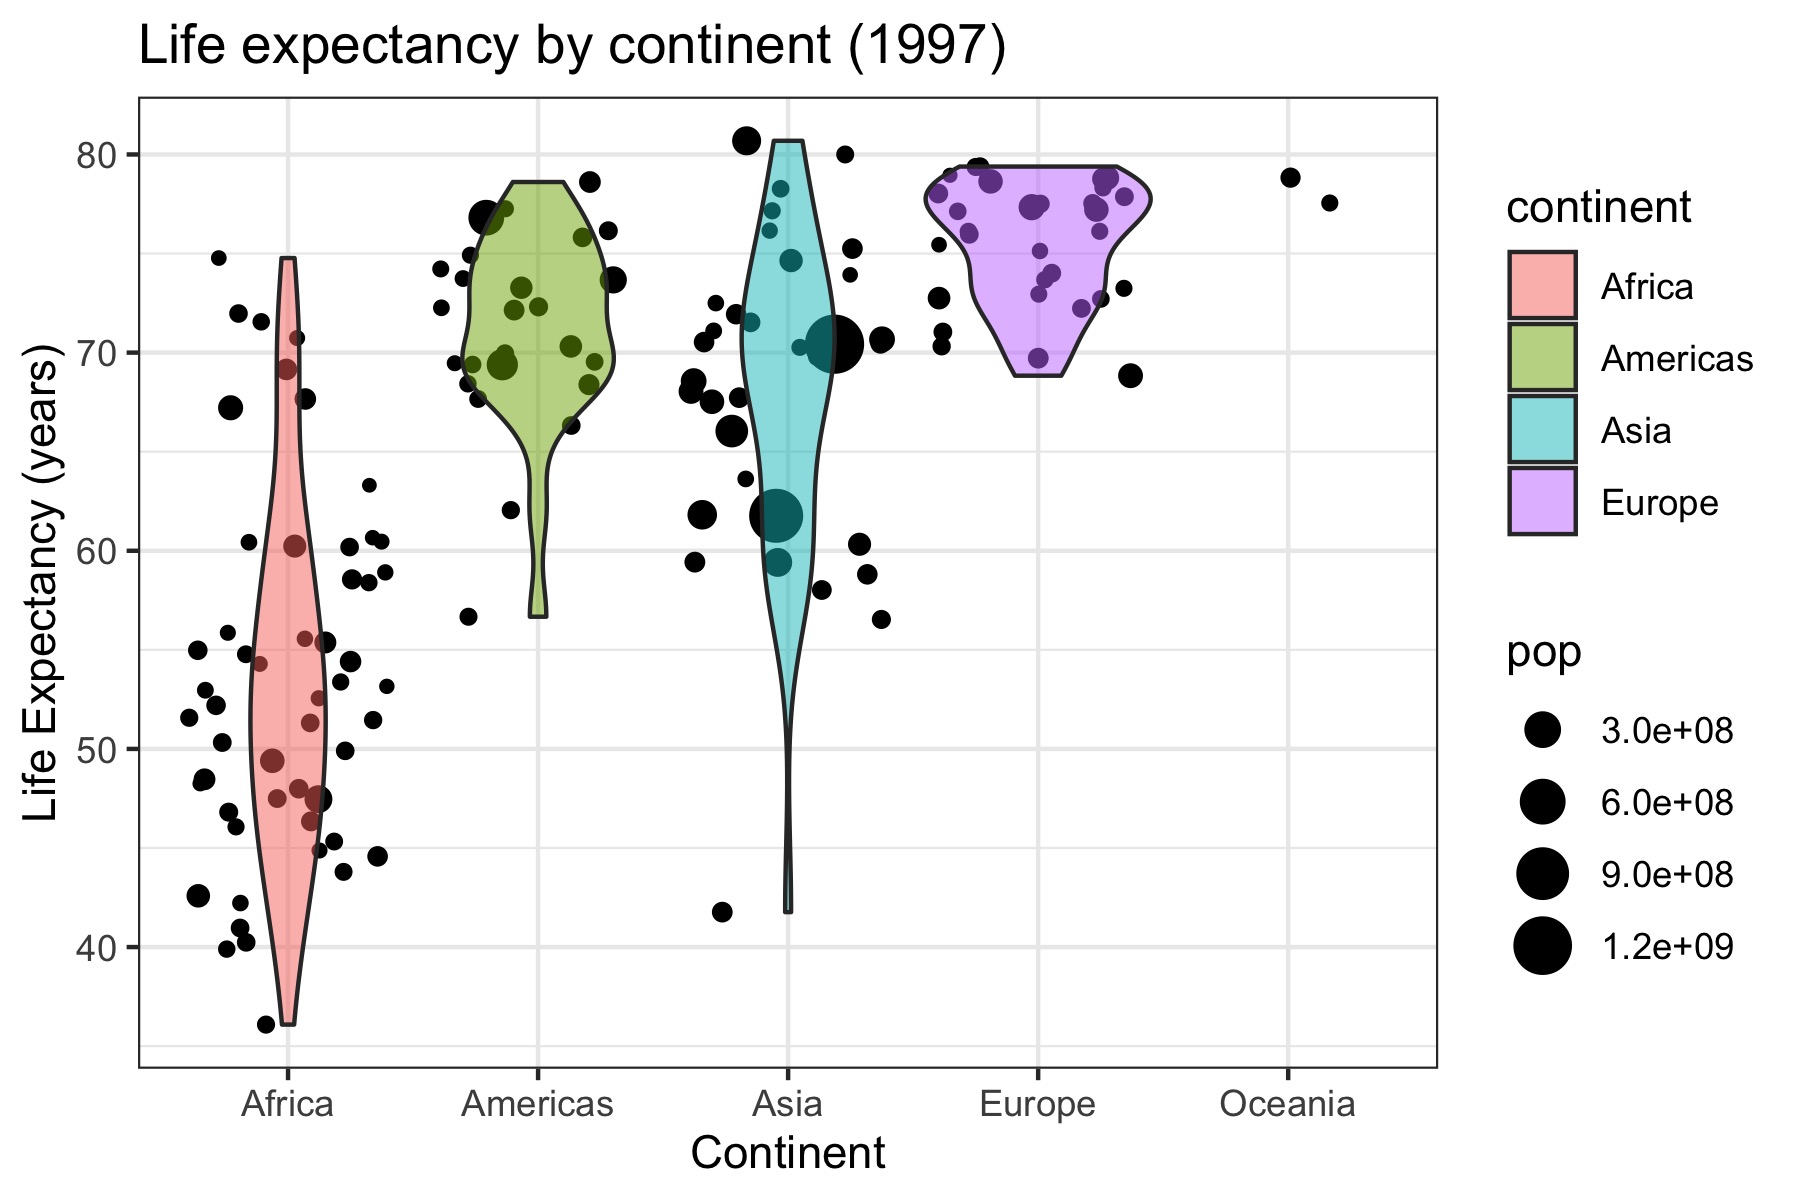 Life expectancy by continent (1997)
80
70
60
50
40
Life Expectancy (years)
Africa
Americas
Asia
Europe
Oceania
Continent
continent
Africa
Americas
Asia
Europe
pop
3.0e+08
6.0e+08
9.0e+08
1.2e+09